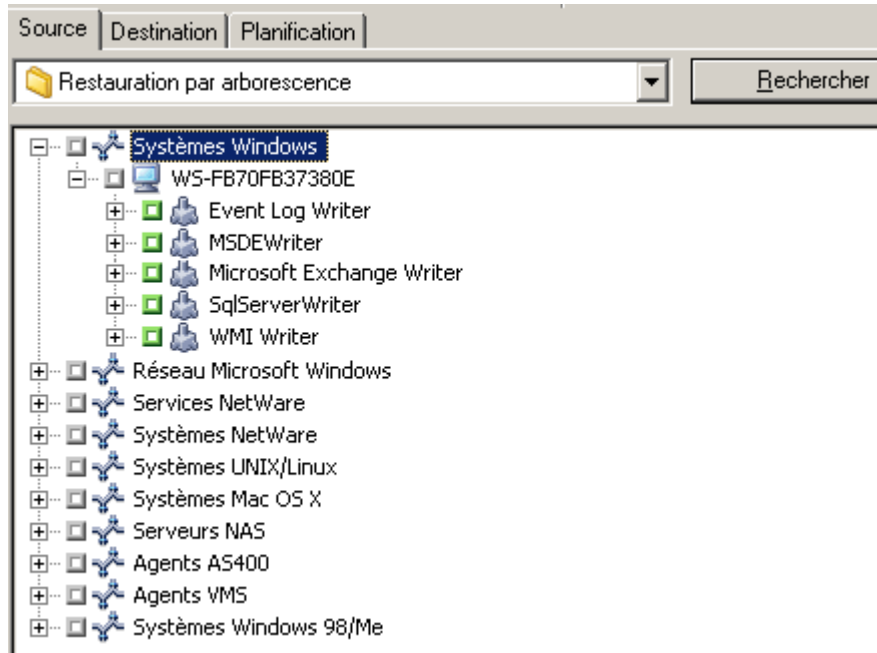 Source Destination Planification
Restauration par arborescence Rechercher
Systèmes Windows
WS-FB70FB37380E
Event Log Writer
MSDEWriter
Microsoft Exchange Writer
SqlServerWriter
WMI Writer
Réseau Microsoft Windows
Services NetWare
Systèmes NetWare
Systèmes UNIX/Linux
Systèmes Mac OS X
Serveurs NAS
Agents AS400
Agents VMS
Systèmes Windows 98/Me